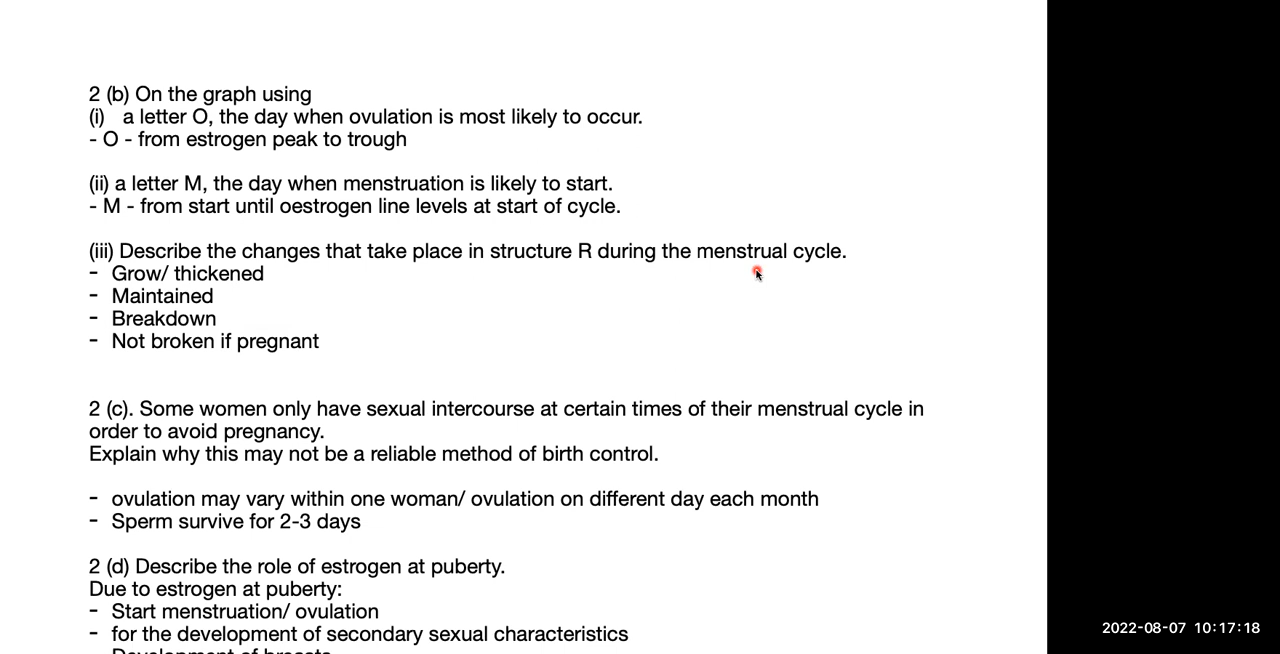 2 (b) On the graph using
(i) a letter O, the day when ovulation is most likely to occur.
- O - from estrogen peak to trough
(ii) a letter M, the day when menstruation is likely to start.
- M - from start until oestrogen line levels at start of cycle.
(iii) Describe the changes that take place in structure R during the menstrual cycle.
- Grow/ thickened
- Maintained
- Breakdown
- Not broken if pregnant
2 (c). Some women only have sexual intercourse at certain times of their menstrual cycle in
order to avoid pregnancy.
Explain why this may not be a reliable method of birth control.
- ovulation may vary within one woman/ ovulation on different day each month
- Sperm survive for 2-3 days
2 (d) Describe the role of estrogen at puberty.
Due to estrogen at puberty:
- Start menstruation/ ovulation
- for the development of secondary sexual characteristics
- Development of breasts
2022-08-07 10:17:18